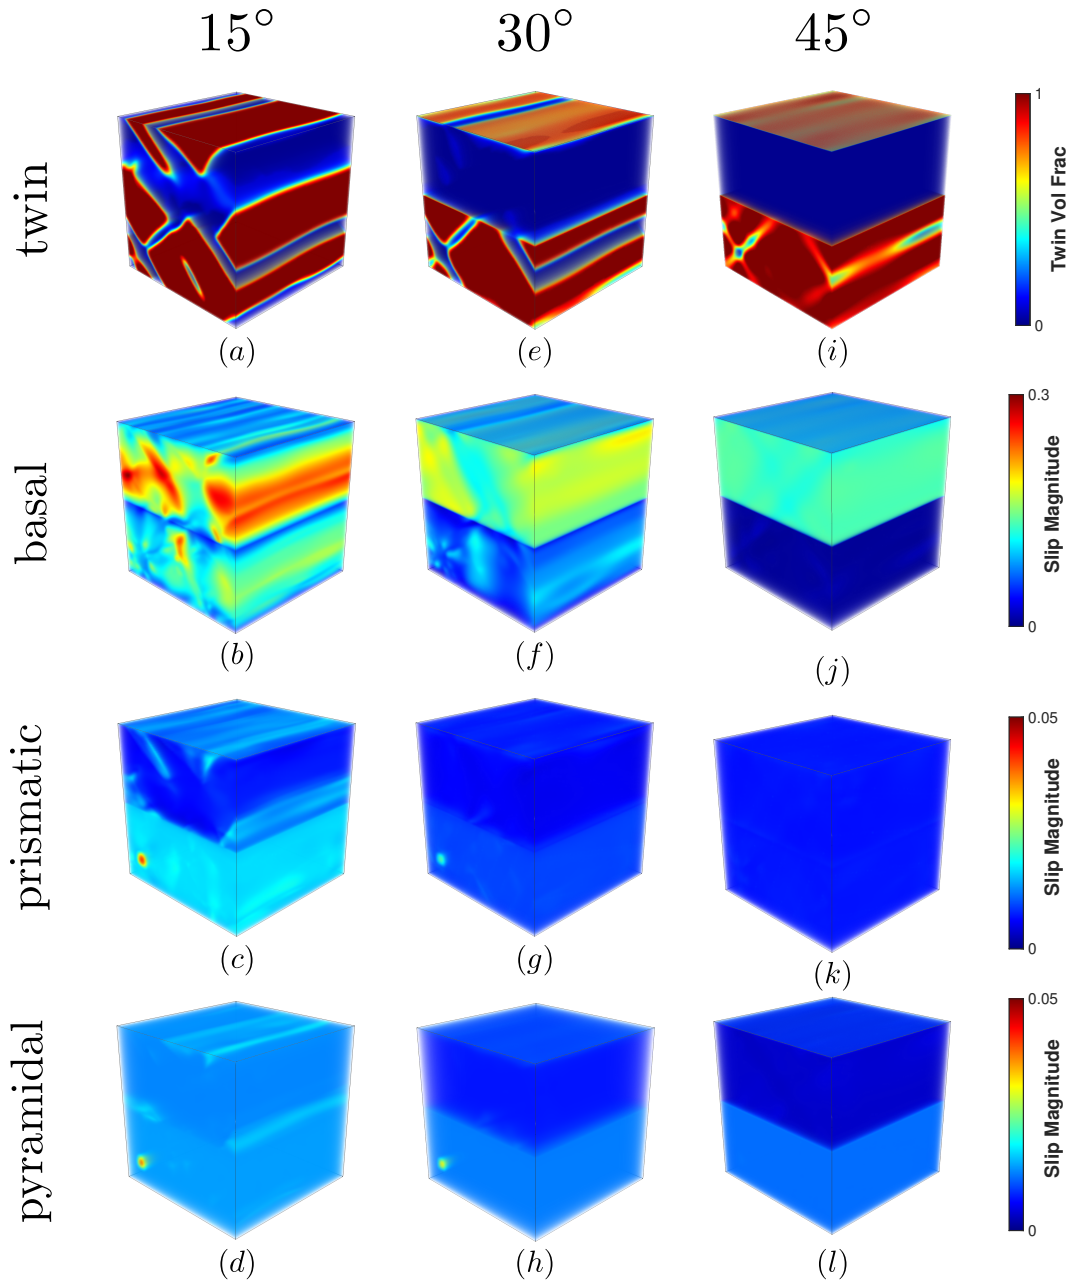 15° 30° 45°
twin
1
Twin Vol Frac
0
(a) (e) (i)
basal
0.3
Slip Magnitude
0
(b) (f) (j)
prismatic
0.05
Slip Magnitude
0
(c) (g) (k)
pyramidal
0.05
Slip Magnitude
0
(d) (h) (l)